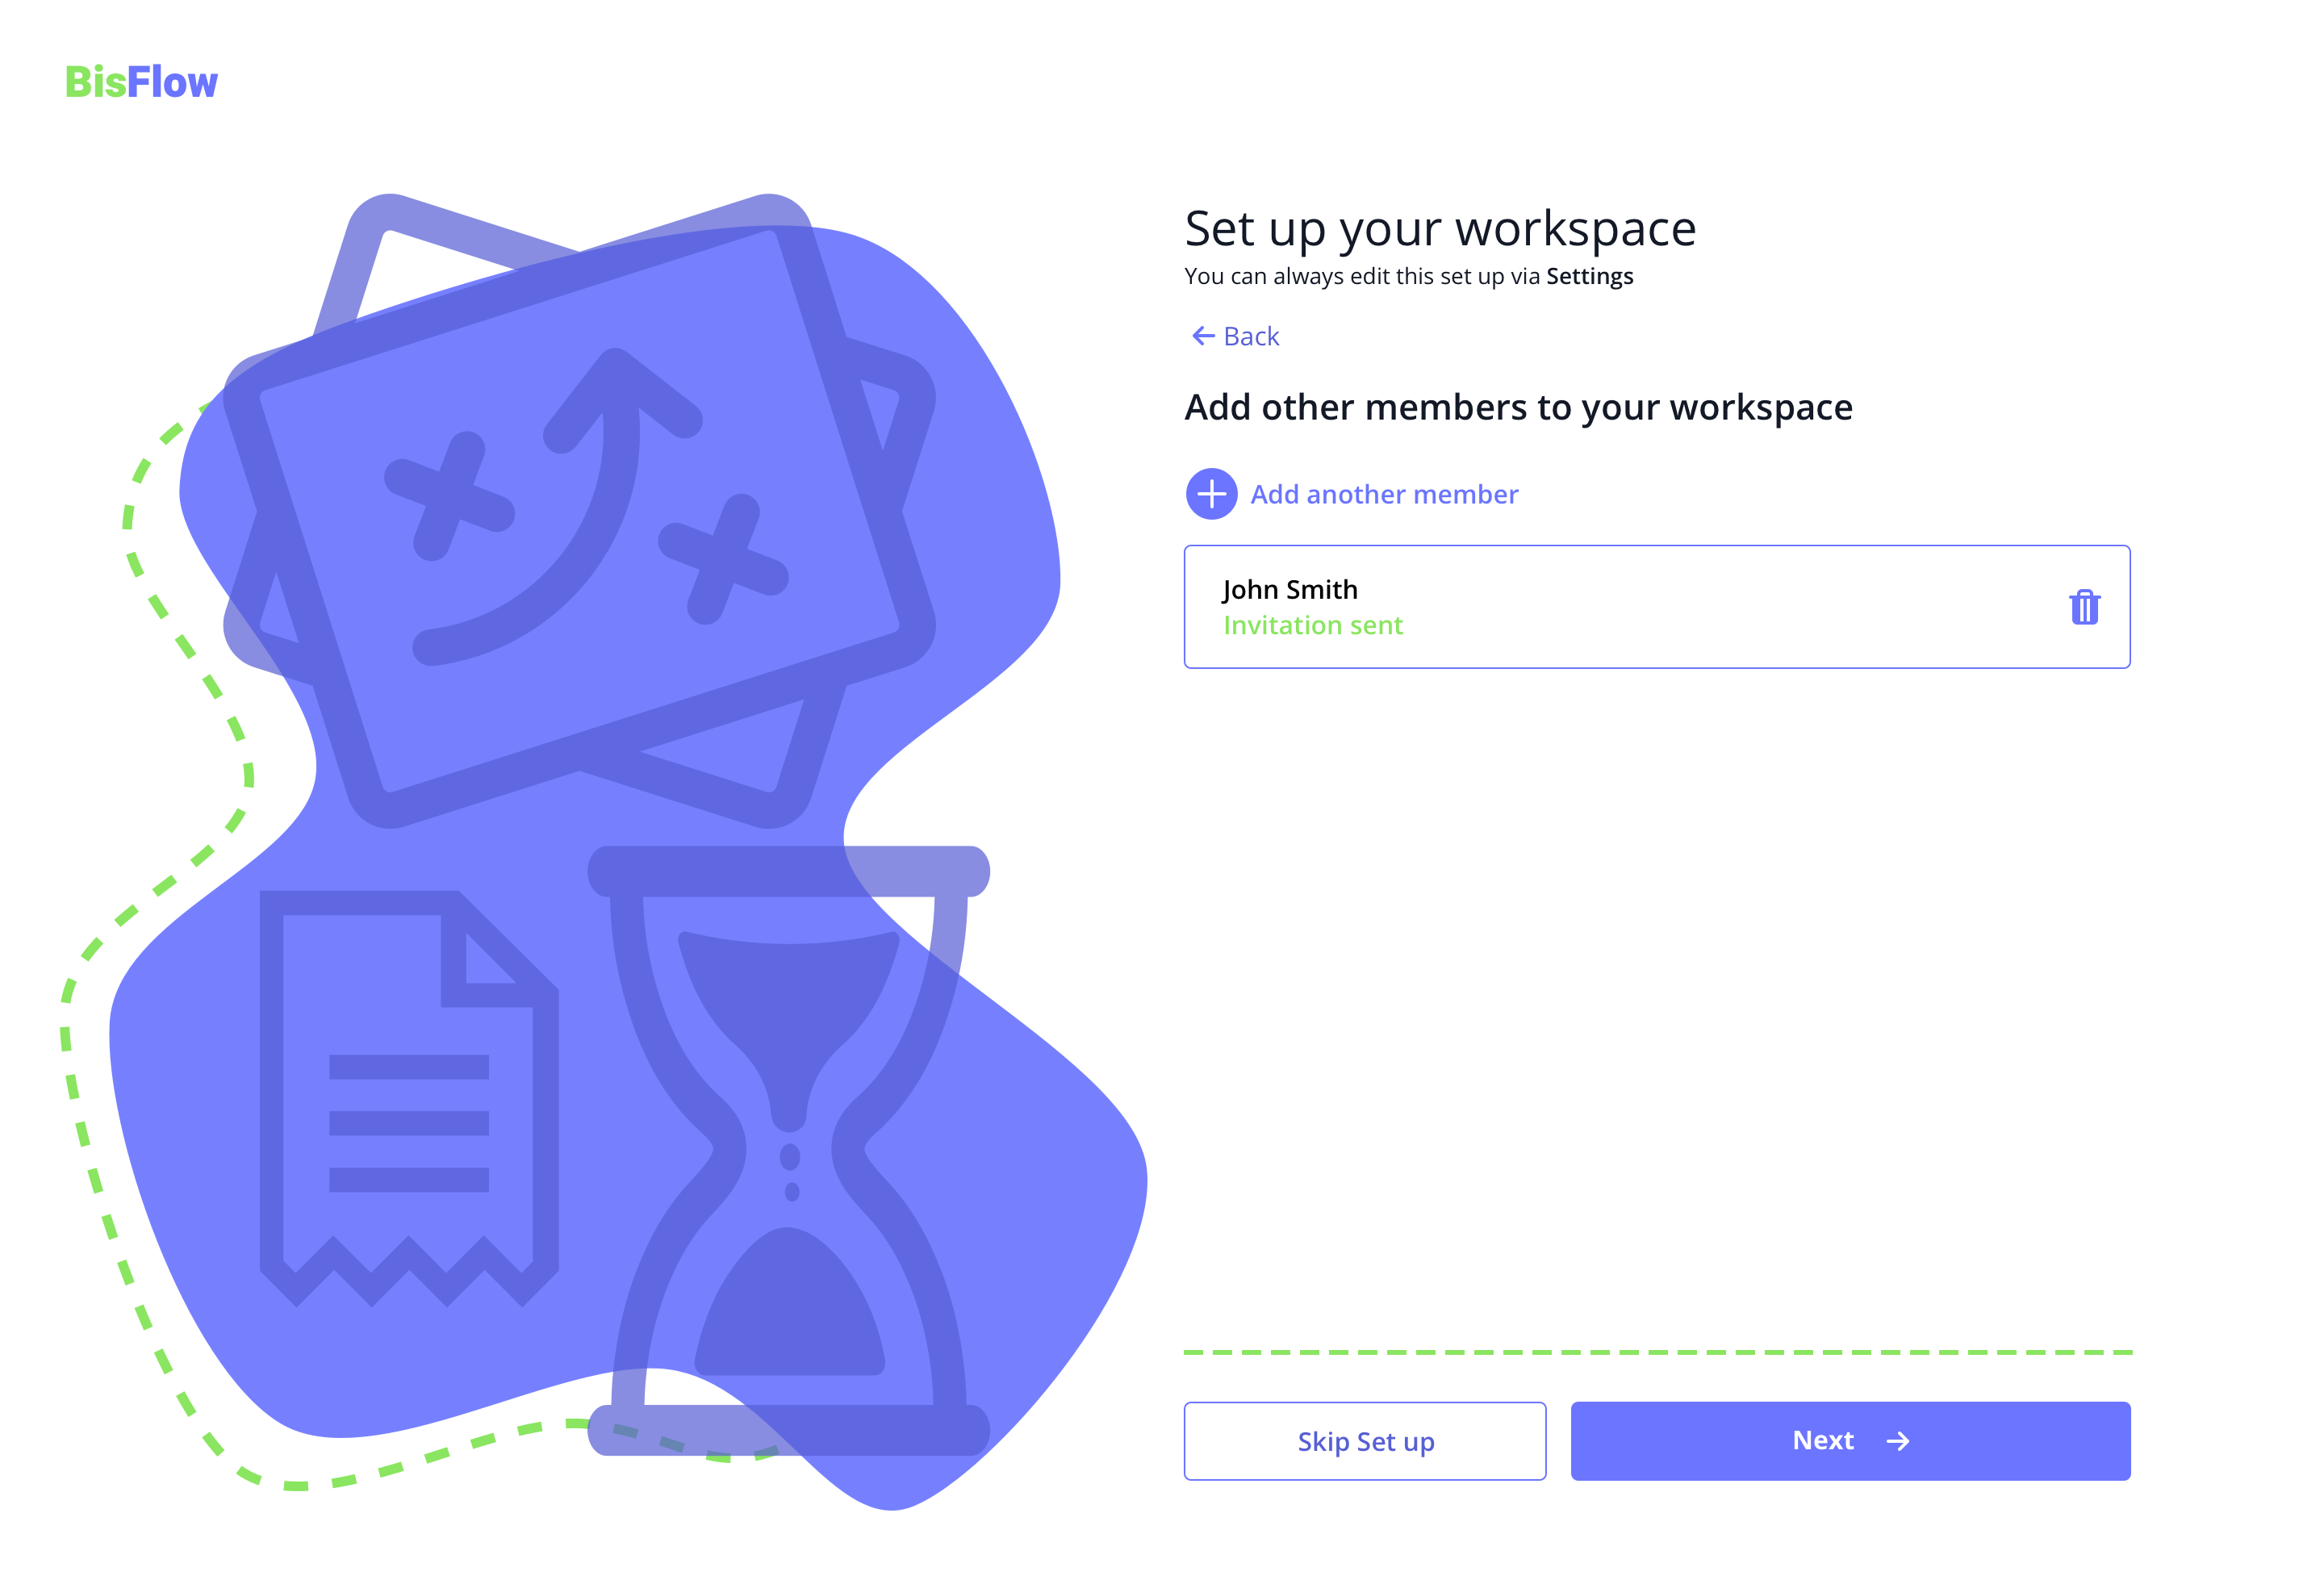 BisFlow
Set up your workspace
You can always edit this set up via Settings
Back
Add other members to your workspace
Add another member
John Smith
Invitation sent
Skip Set up
Next